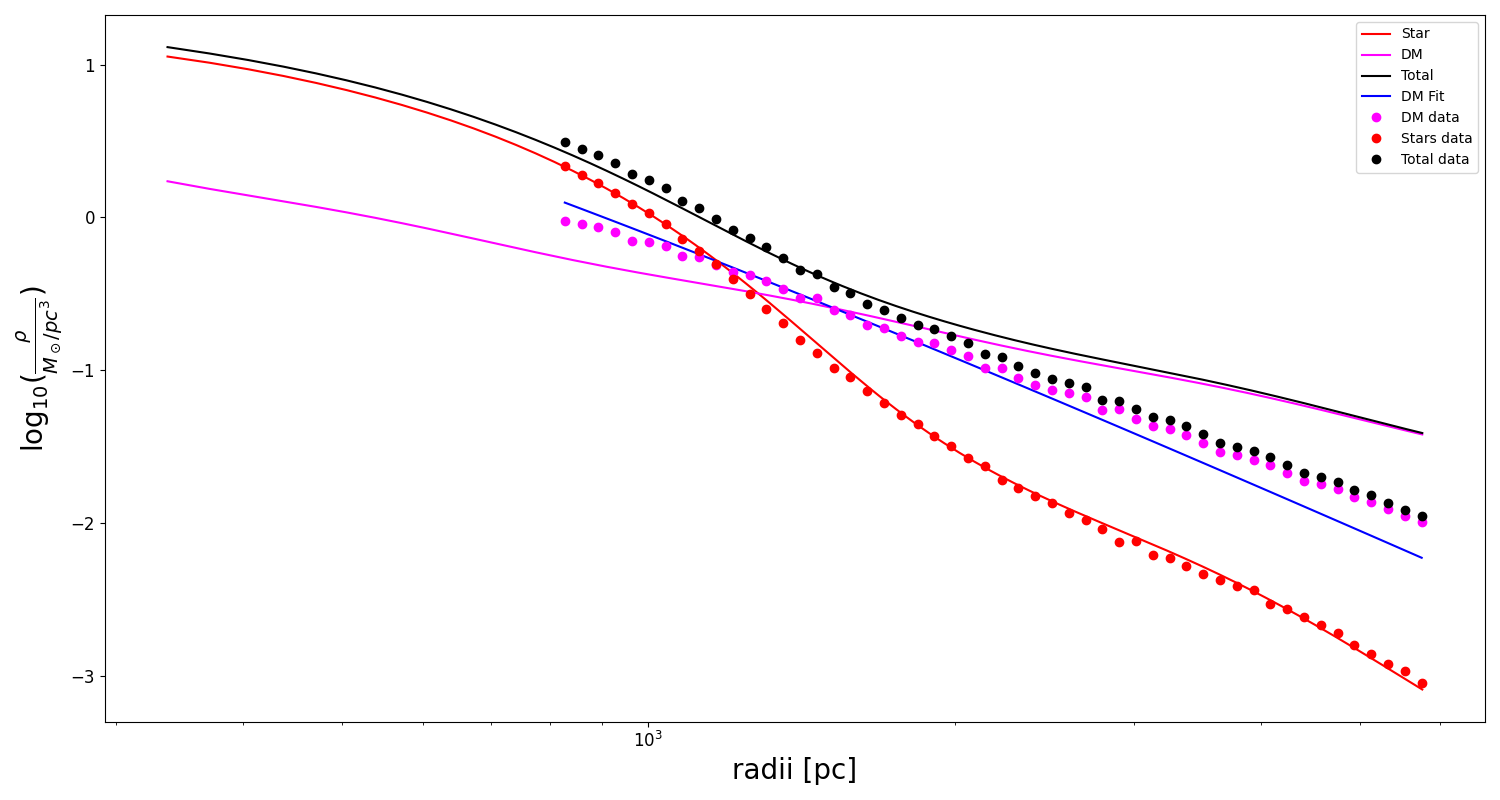 Star
DM
Total
DM Fit
DM data
Stars data
Total data
1
0
−1
−2
−3
log₁₀(ρ / M_⊙/pc³)
10³
radii [pc]